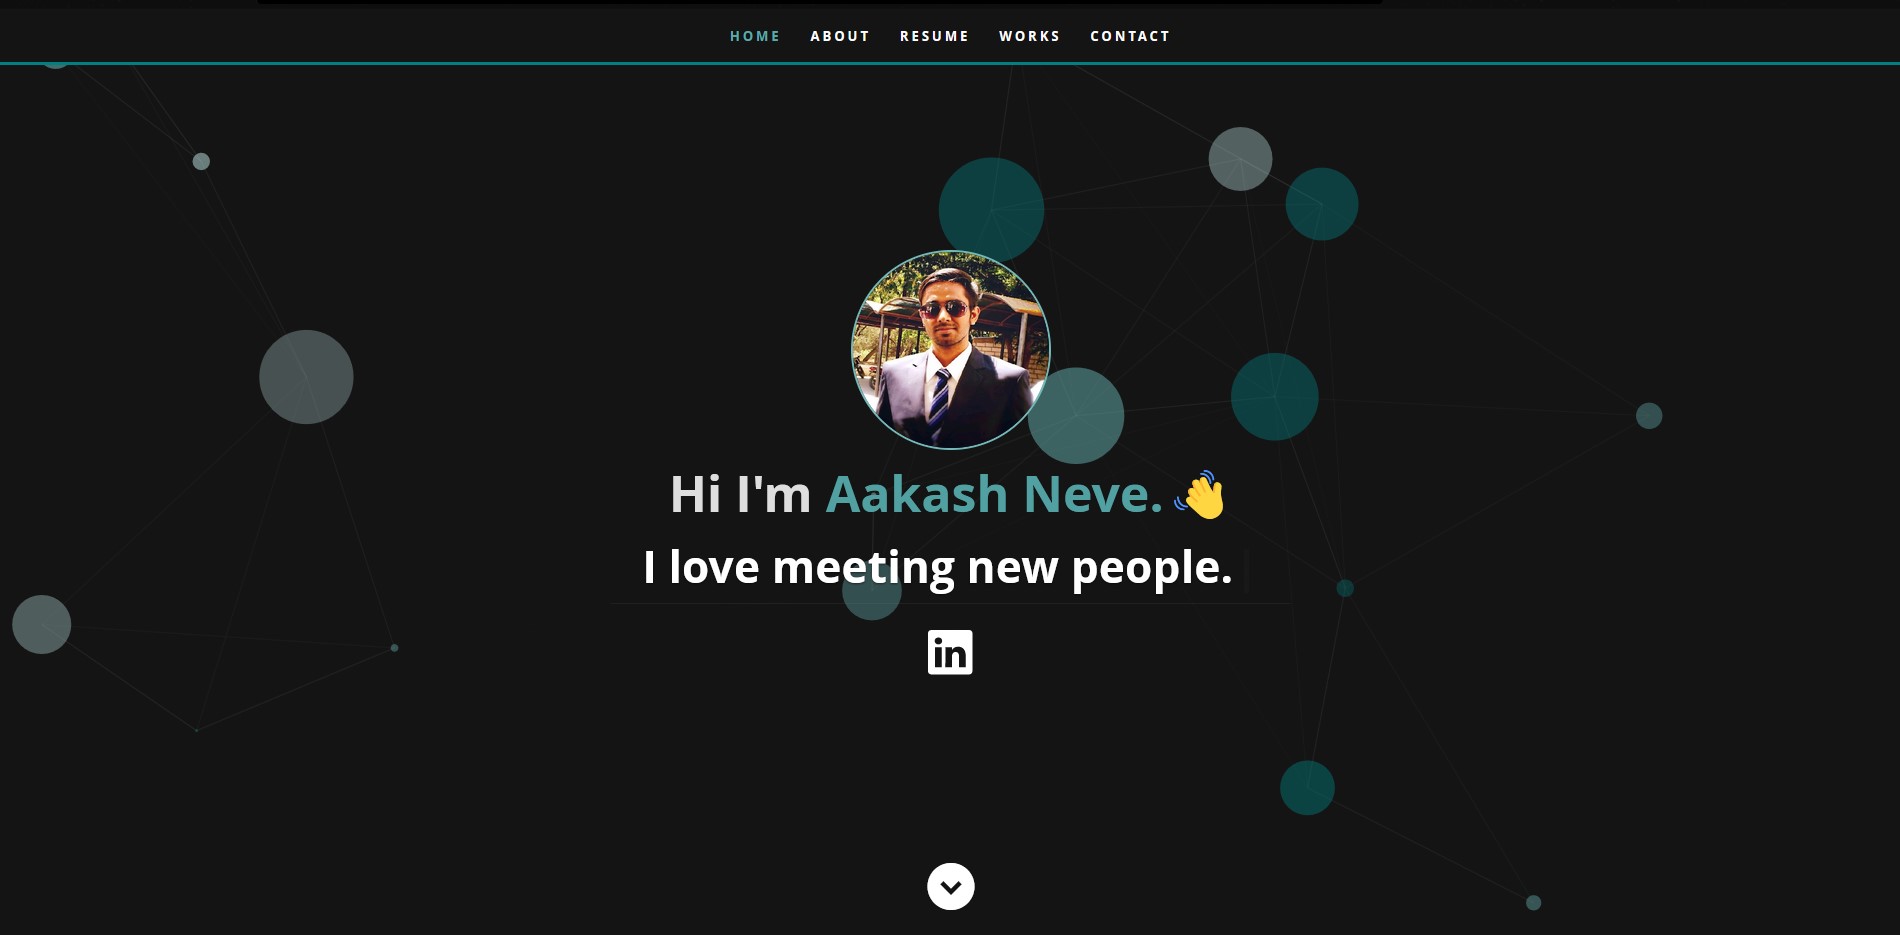 HOME ABOUT RESUME WORKS CONTACT
Hi I'm Aakash Neve. 👋
I love meeting new people.
in